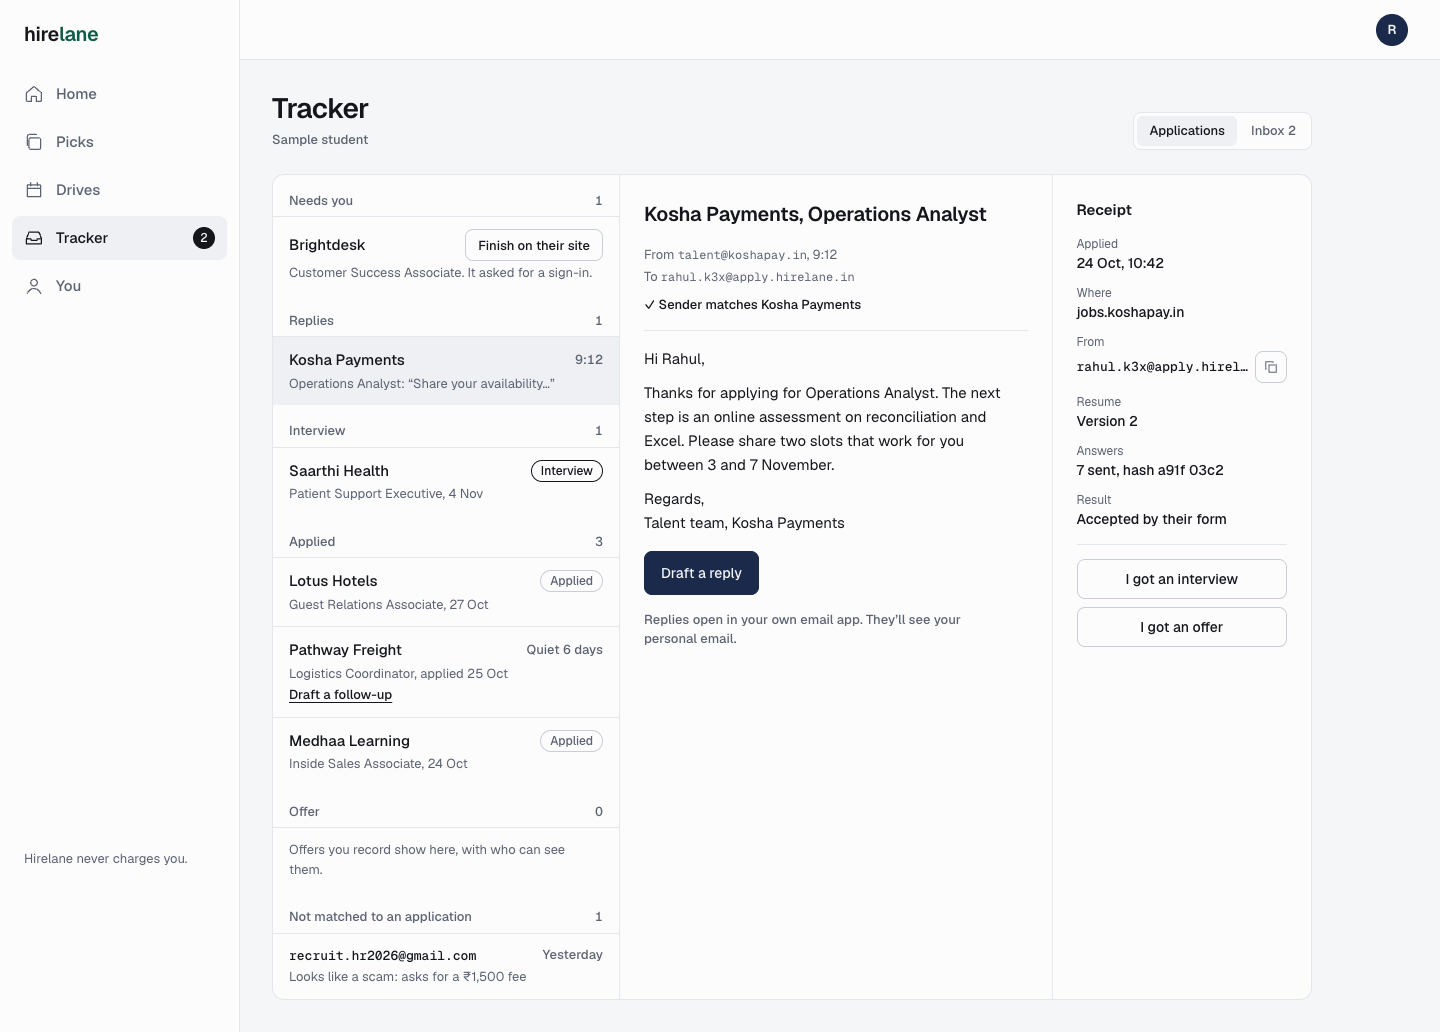 hirelane
R
Home
Picks
Drives
Tracker 2
You
Hirelane never charges you.
Tracker
Sample student
Applications Inbox 2
Needs you 1
Brightdesk Finish on their site
Customer Success Associate. It asked for a sign-in.
Replies 1
Kosha Payments 9:12
Operations Analyst: “Share your availability…”
Interview 1
Saarthi Health Interview
Patient Support Executive, 4 Nov
Applied 3
Lotus Hotels Applied
Guest Relations Associate, 27 Oct
Pathway Freight Quiet 6 days
Logistics Coordinator, applied 25 Oct
Draft a follow-up
Medhaa Learning Applied
Inside Sales Associate, 24 Oct
Offer 0
Offers you record show here, with who can see
them.
Not matched to an application 1
recruit.hr2026@gmail.com Yesterday
Looks like a scam: asks for a ₹1,500 fee
Kosha Payments, Operations Analyst
From talent@koshapay.in, 9:12
To rahul.k3x@apply.hirelane.in
✓ Sender matches Kosha Payments
Hi Rahul,
Thanks for applying for Operations Analyst. The next
step is an online assessment on reconciliation and
Excel. Please share two slots that work for you
between 3 and 7 November.
Regards,
Talent team, Kosha Payments
Draft a reply
Replies open in your own email app. They’ll see your
personal email.
Receipt
Applied
24 Oct, 10:42
Where
jobs.koshapay.in
From
rahul.k3x@apply.hirel…
Resume
Version 2
Answers
7 sent, hash a91f 03c2
Result
Accepted by their form
I got an interview
I got an offer